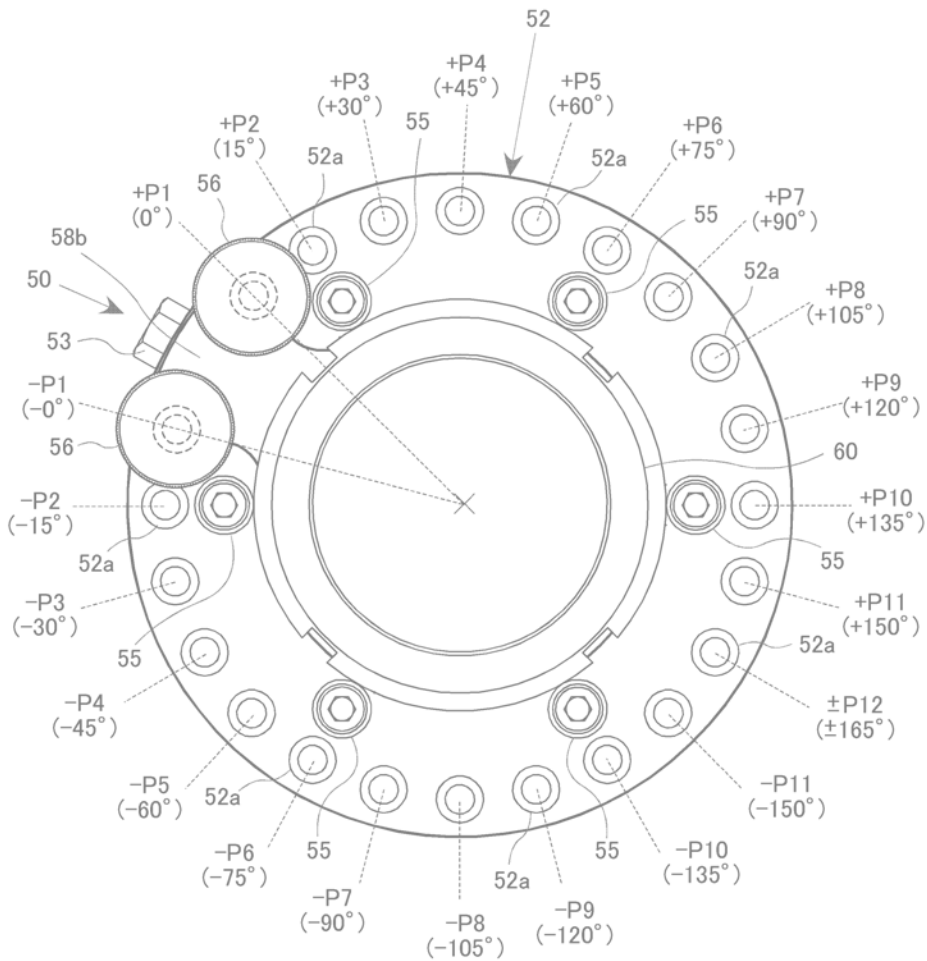 52
+P4
(+45°)
+P3
(+30°)
+P5
(+60°)
55
+P2
(15°)
+P6
(+75°)
52a
52a
+P1
(0°)
56
+P7
(+90°)
55
58b
52a
50
+P8
(+105°)
53
−P1
(−0°)
+P9
(+120°)
56
60
−P2
(−15°)
+P10
(+135°)
52a
55
−P3
(−30°)
+P11
(+150°)
55
52a
−P4
(−45°)
±P12
(±165°)
−P5
(−60°)
−P11
(−150°)
52a
−P6
(−75°)
55
52a
55
−P10
(−135°)
−P7
(−90°)
−P8
(−105°)
−P9
(−120°)